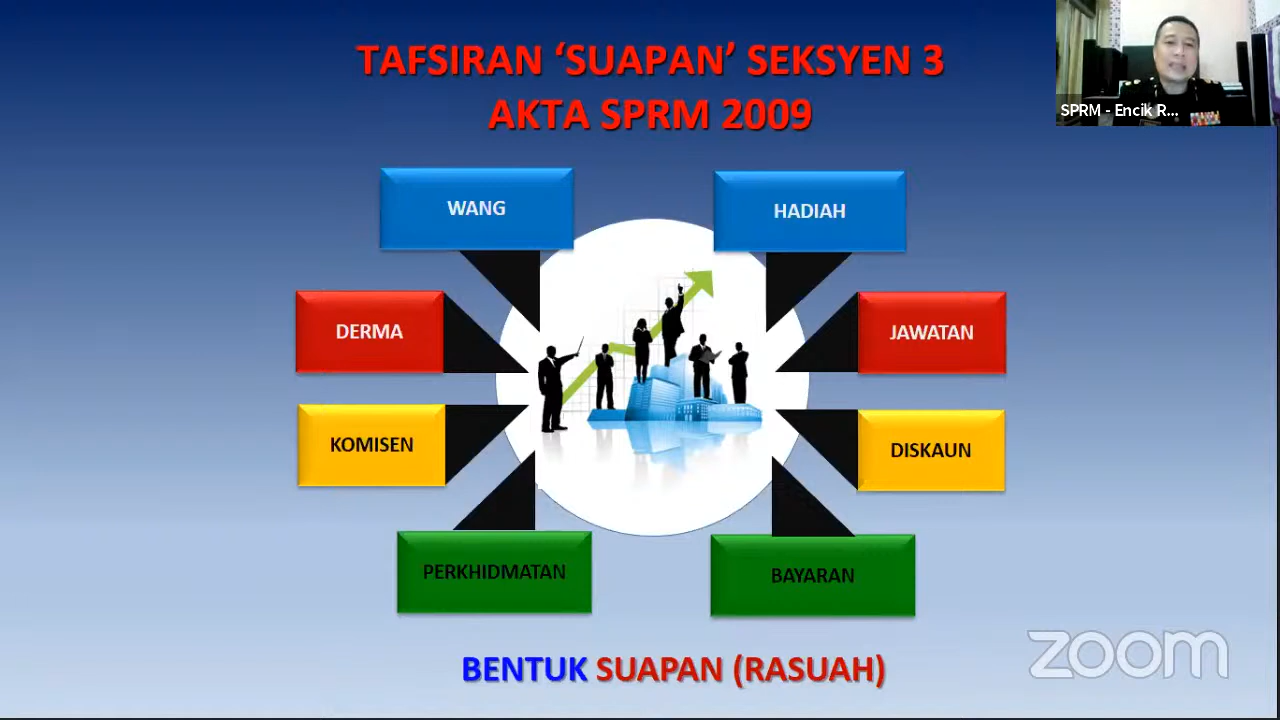 TAFSIRAN ‘SUAPAN’ SEKSYEN 3
AKTA SPRM 2009
SPRM - Encik R...
WANG
HADIAH
DERMA
JAWATAN
KOMISEN
DISKAUN
PERKHIDMATAN
BAYARAN
BENTUK SUAPAN (RASUAH)
zoom